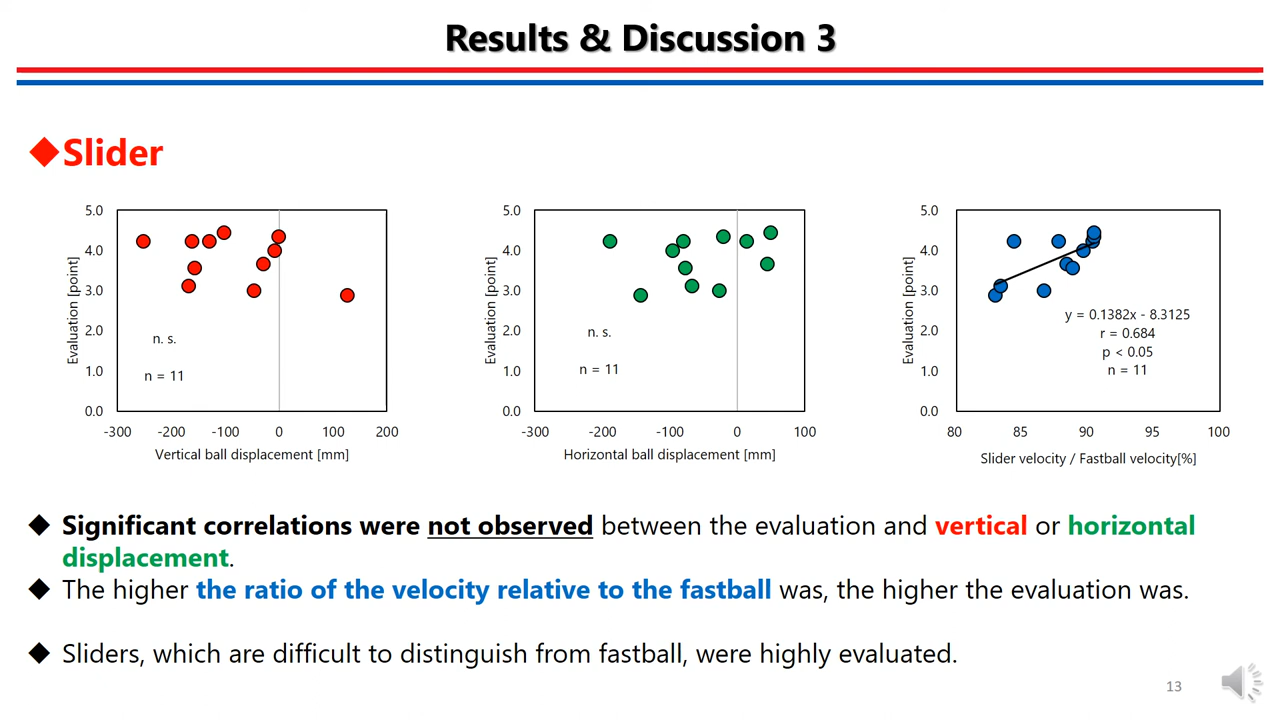 Results & Discussion 3
◆Slider
5.0
4.0
3.0
2.0
1.0
0.0
Evaluation [point]
n. s.
n = 11
-300 -200 -100 0 100 200
Vertical ball displacement [mm]
5.0
4.0
3.0
2.0
1.0
0.0
Evaluation [point]
n. s.
n = 11
-300 -200 -100 0 100
Horizontal ball displacement [mm]
5.0
4.0
3.0
2.0
1.0
0.0
Evaluation [point]
y = 0.1382x - 8.3125
r = 0.684
p < 0.05
n = 11
80 85 90 95 100
Slider velocity / Fastball velocity[%]
◆ Significant correlations were not observed between the evaluation and vertical or horizontal
displacement.
◆ The higher the ratio of the velocity relative to the fastball was, the higher the evaluation was.
◆ Sliders, which are difficult to distinguish from fastball, were highly evaluated.
13